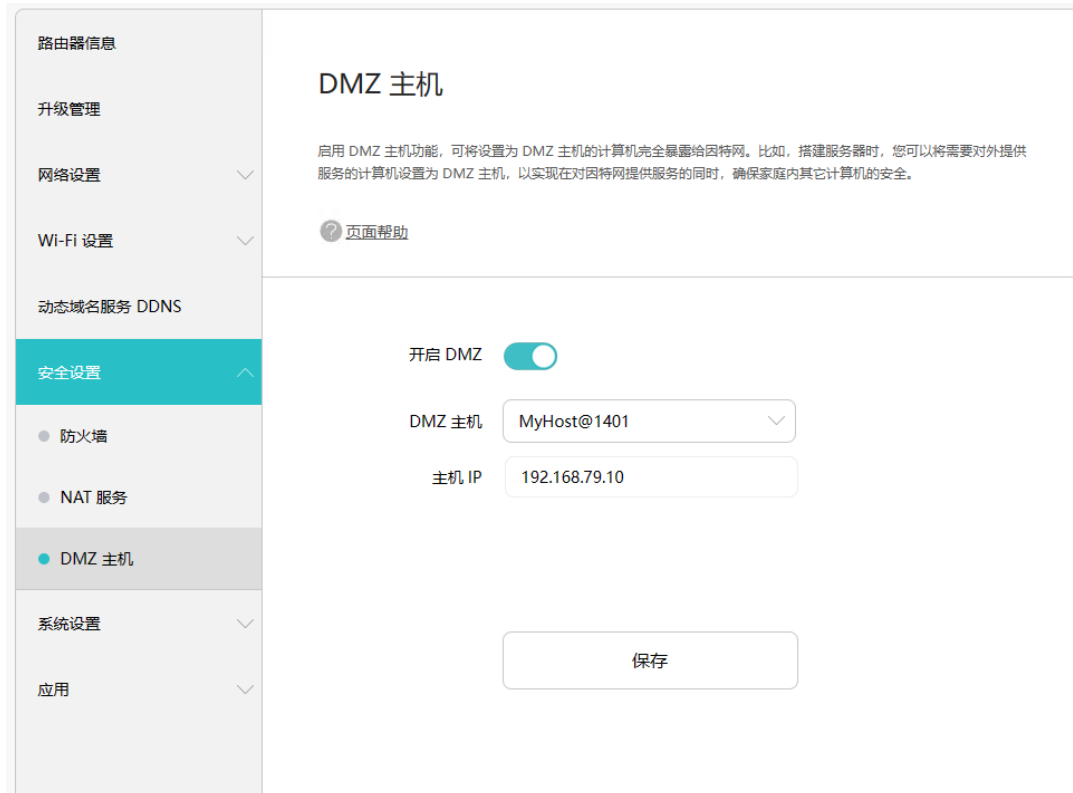 路由器信息
升级管理
网络设置
Wi-Fi 设置
动态域名服务 DDNS
安全设置
防火墙
NAT 服务
DMZ 主机
系统设置
应用
DMZ 主机
启用 DMZ 主机功能，可将设置为 DMZ 主机的计算机完全暴露给因特网。比如，搭建服务器时，您可以将需要对外提供
服务的计算机设置为 DMZ 主机，以实现在对因特网提供服务的同时，确保家庭内其它计算机的安全。
? 页面帮助
开启 DMZ
DMZ 主机 MyHost@1401
主机 IP 192.168.79.10
保存